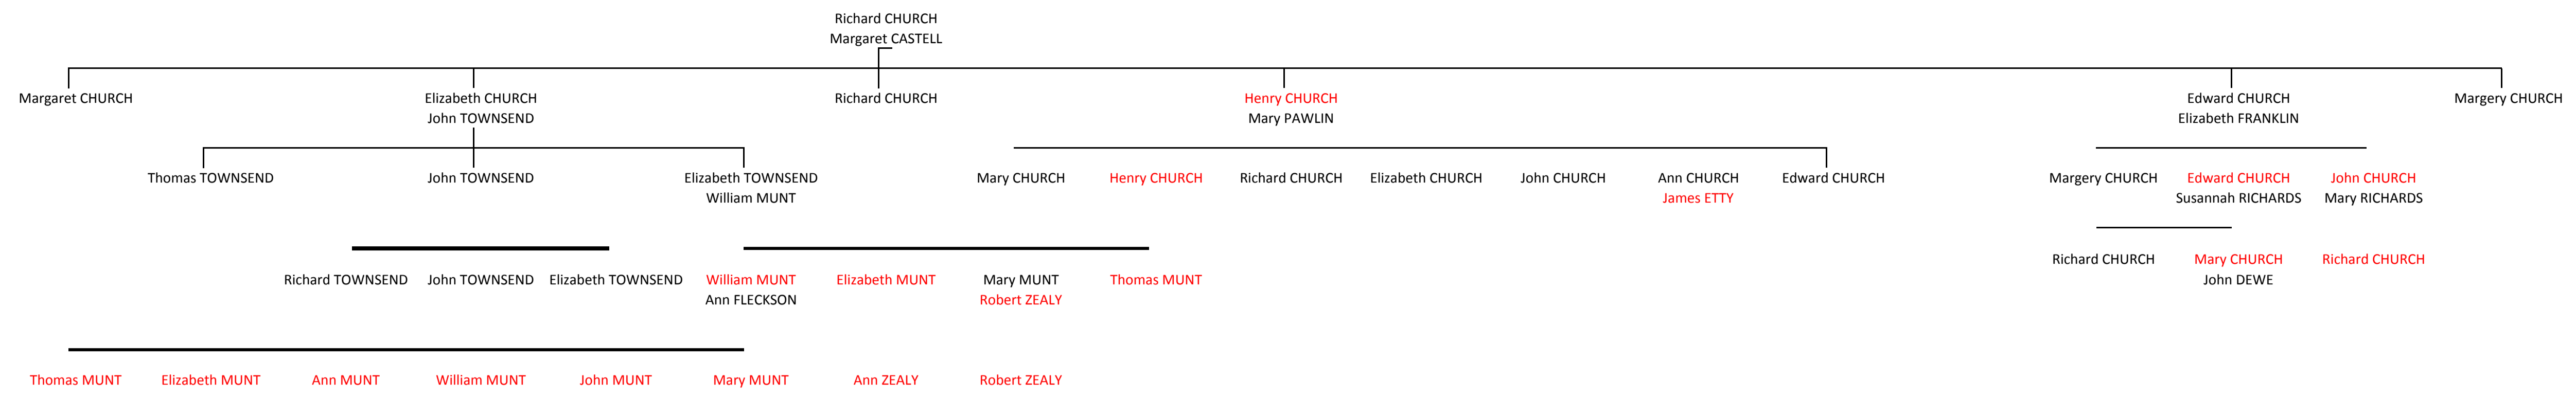 Richard CHURCH
Margaret CASTELL
Margaret CHURCH Elizabeth CHURCH Richard CHURCH Henry CHURCH Edward CHURCH Margery CHURCH
John TOWNSEND Mary PAWLIN Elizabeth FRANKLIN
Thomas TOWNSEND John TOWNSEND Elizabeth TOWNSEND Mary CHURCH Henry CHURCH Richard CHURCH Elizabeth CHURCH John CHURCH Ann CHURCH Edward CHURCH Margery CHURCH Edward CHURCH John CHURCH
William MUNT James ETTY Susannah RICHARDS Mary RICHARDS
Richard CHURCH Mary CHURCH Richard CHURCH
Richard TOWNSEND John TOWNSEND Elizabeth TOWNSEND William MUNT Elizabeth MUNT Mary MUNT Thomas MUNT John DEWE
Ann FLECKSON Robert ZEALY
Thomas MUNT Elizabeth MUNT Ann MUNT William MUNT John MUNT Mary MUNT Ann ZEALY Robert ZEALY